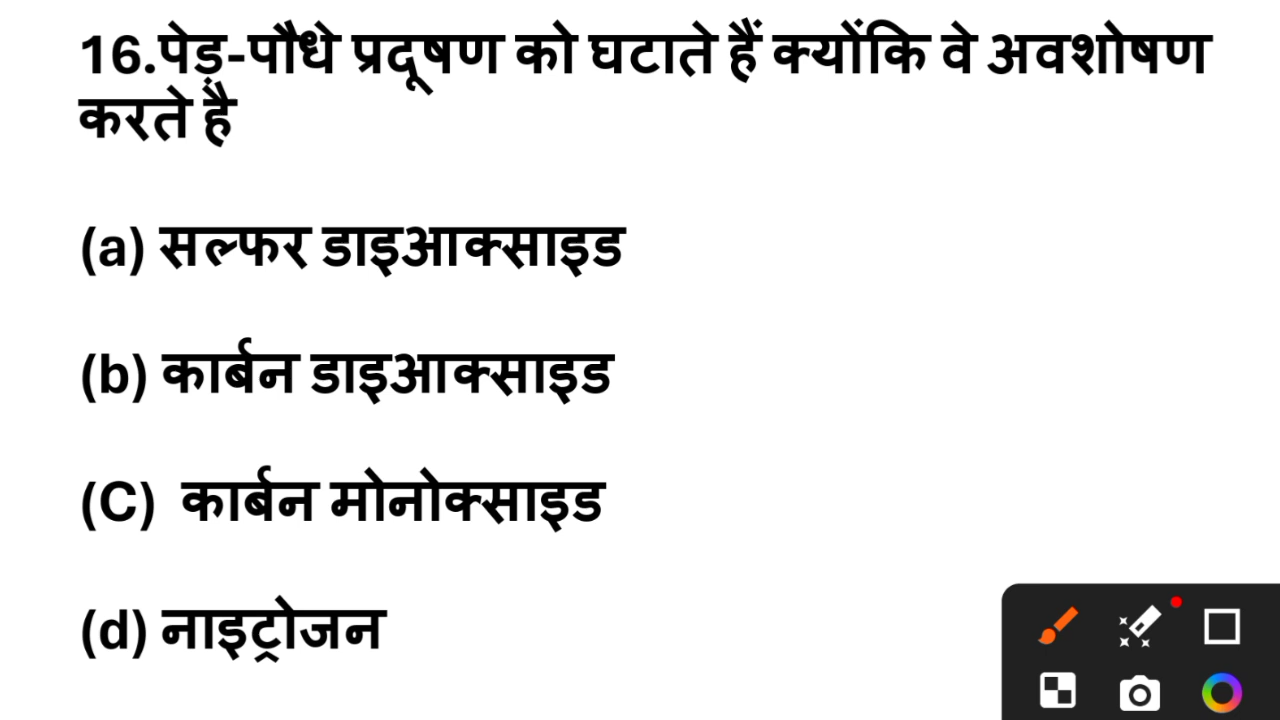 16.पेड़-पौधे प्रदूषण को घटाते हैं क्योंकि वे अवशोषण
करते है
(a) सल्फर डाइआक्साइड
(b) कार्बन डाइआक्साइड
(C) कार्बन मोनोक्साइड
(d) नाइट्रोजन